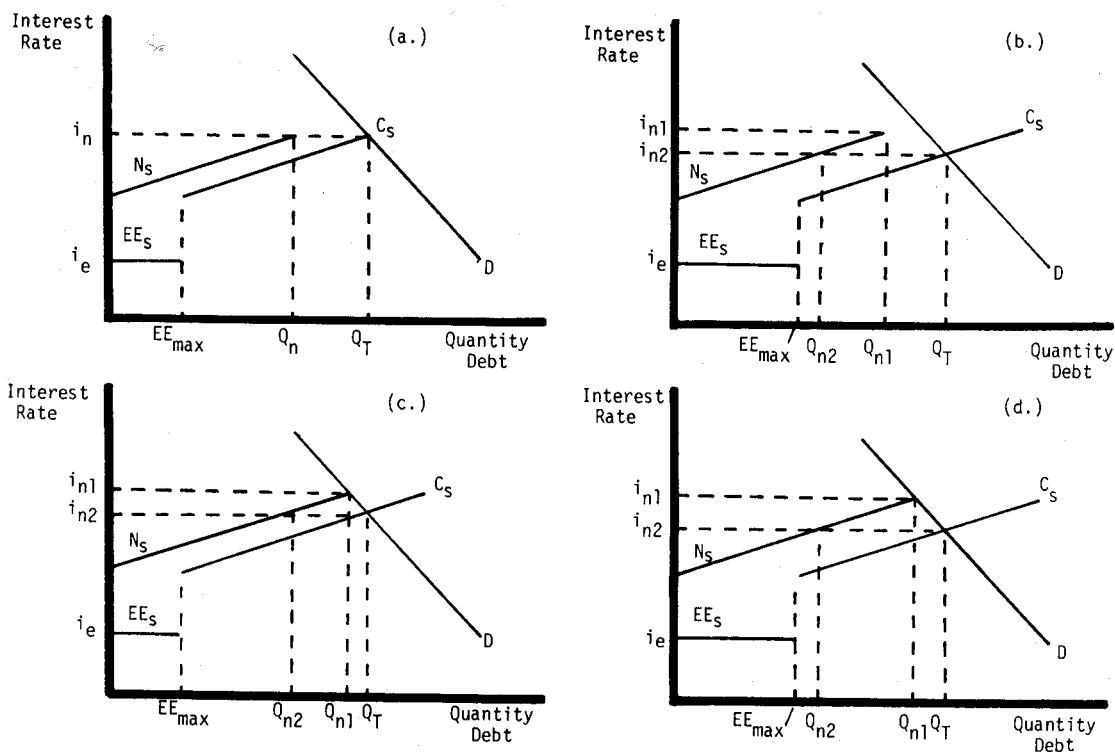 Interest
Rate
(a.)
i_n
C_s
N_s
EE_s
i_e
D
EE_max
Q_n
Q_T
Quantity
Debt
Interest
Rate
(b.)
i_n1
i_n2
C_s
N_s
EE_s
i_e
D
EE_max
Q_n2
Q_n1
Q_T
Quantity
Debt
Interest
Rate
(c.)
i_n1
i_n2
C_s
N_s
EE_s
i_e
D
EE_max
Q_n2
Q_n1
Q_T
Quantity
Debt
Interest
Rate
(d.)
i_n1
i_n2
C_s
N_s
EE_s
i_e
D
EE_max
Q_n2
Q_n1
Q_T
Quantity
Debt